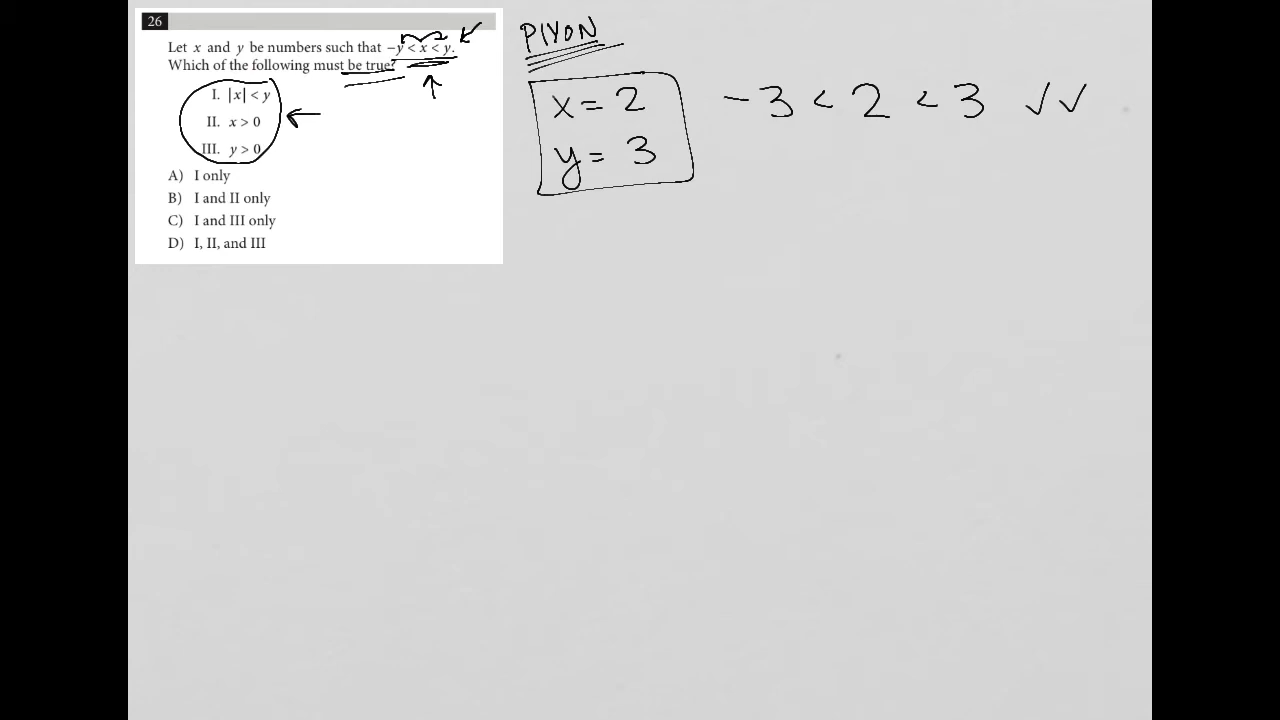 26
Let x and y be numbers such that −y < x < y.
Which of the following must be true?
I. |x| < y
II. x > 0
III. y > 0
A) I only
B) I and II only
C) I and III only
D) I, II, and III
PIYON
x = 2
y = 3
-3 < 2 < 3 ✓✓